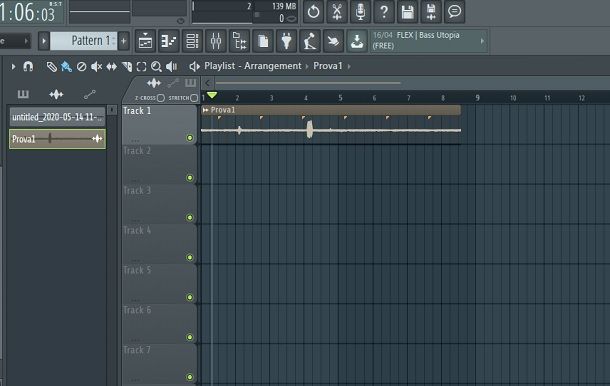 1:06:03 B:S:T
2 139 MB
0
Pattern 1
16/04 FLEX | Bass Utopia
(FREE)
Playlist - Arrangement Prova1
Z-CROSS STRETCH
1 2 3 4 5 6 7 8 9 10 11 12
untitled_2020-05-14 11-..
Prova1
Track 1
Prova1
Track 2
Track 3
Track 4
Track 5
Track 6
Track 7